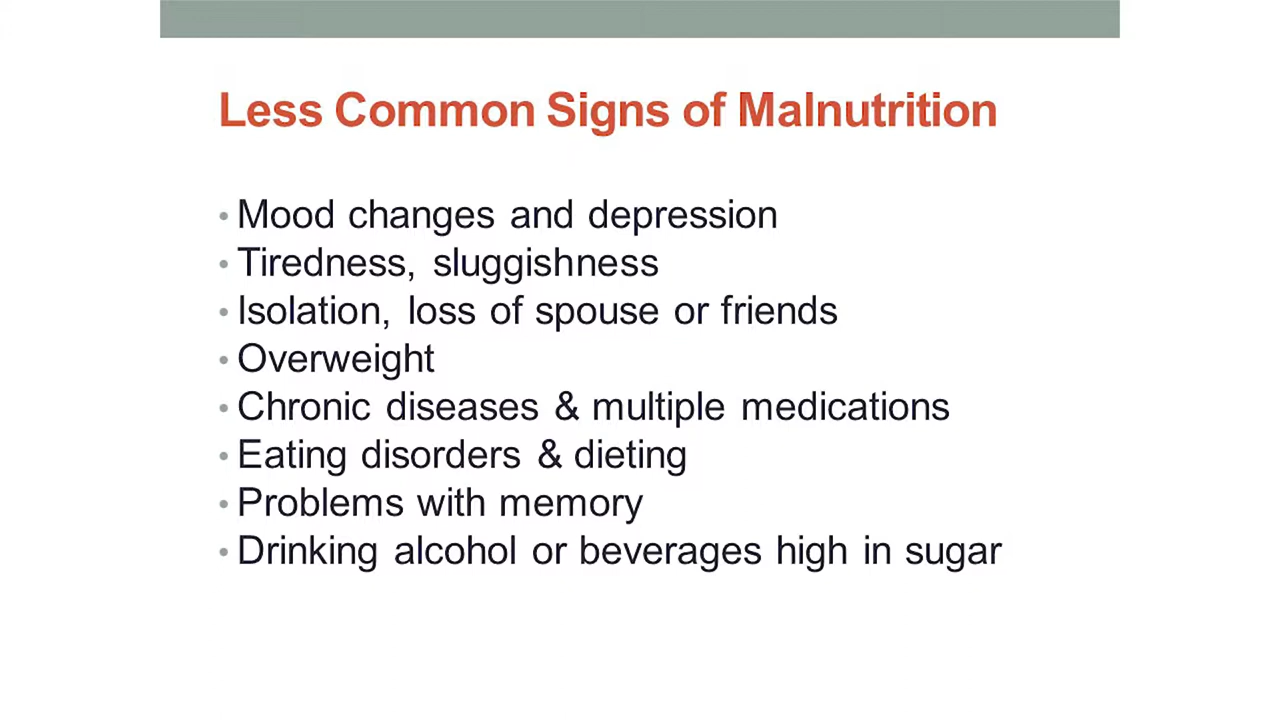 Less Common Signs of Malnutrition
• Mood changes and depression
• Tiredness, sluggishness
• Isolation, loss of spouse or friends
• Overweight
• Chronic diseases & multiple medications
• Eating disorders & dieting
• Problems with memory
• Drinking alcohol or beverages high in sugar